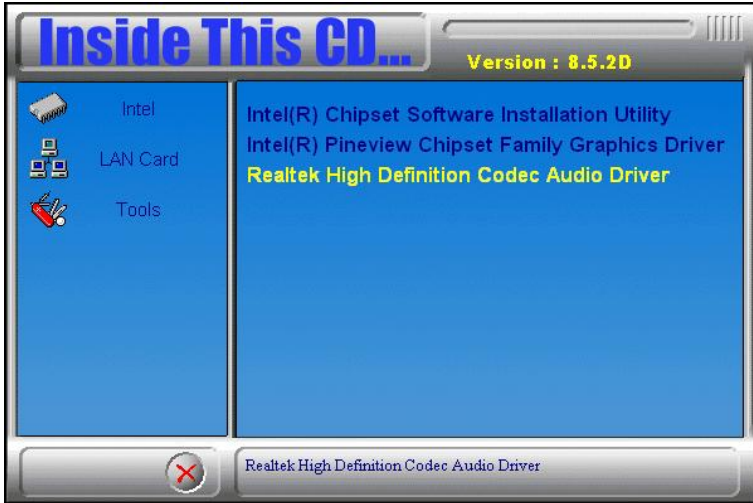 Inside This CD...
Version : 8.5.2D
Intel
LAN Card
Tools
Intel(R) Chipset Software Installation Utility
Intel(R) Pineview Chipset Family Graphics Driver
Realtek High Definition Codec Audio Driver
Realtek High Definition Codec Audio Driver